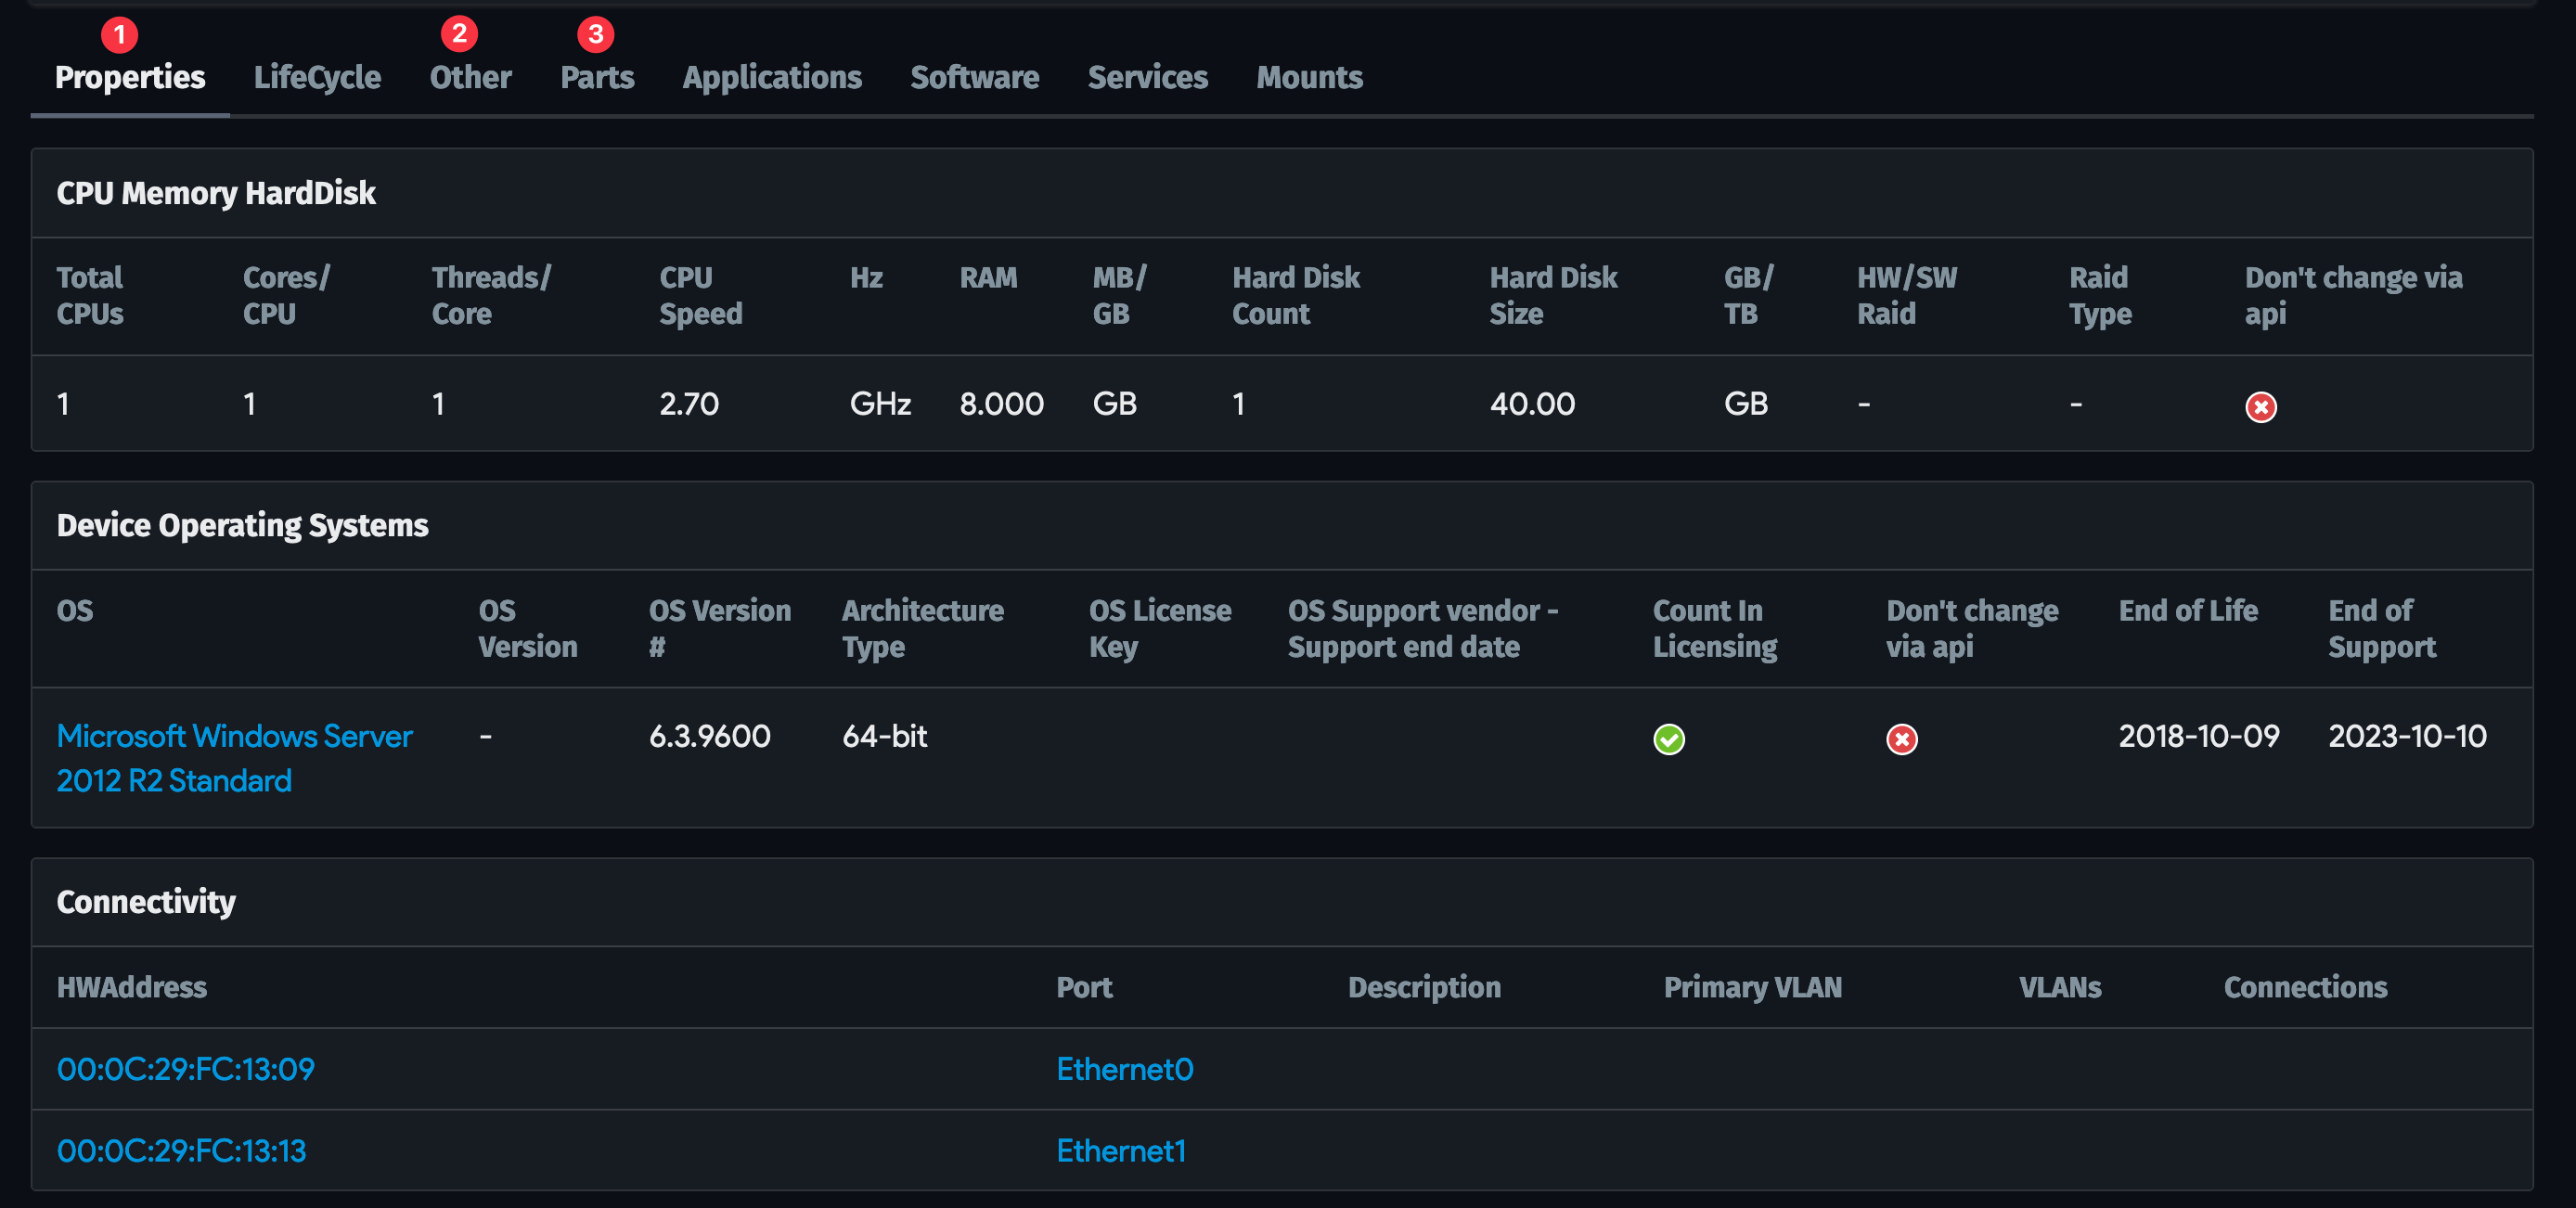 1 2 3
Properties LifeCycle Other Parts Applications Software Services Mounts
CPU Memory HardDisk
Total CPUs Cores/ CPU Threads/ Core CPU Speed Hz RAM MB/ GB Hard Disk Count Hard Disk Size GB/ TB HW/SW Raid Raid Type Don't change via api
1 1 1 2.70 GHz 8.000 GB 1 40.00 GB - -
Device Operating Systems
OS OS Version OS Version # Architecture Type OS License Key OS Support vendor - Support end date Count In Licensing Don't change via api End of Life End of Support
Microsoft Windows Server 2012 R2 Standard - 6.3.9600 64-bit 2018-10-09 2023-10-10
Connectivity
HWAddress Port Description Primary VLAN VLANs Connections
00:0C:29:FC:13:09 Ethernet0
00:0C:29:FC:13:13 Ethernet1